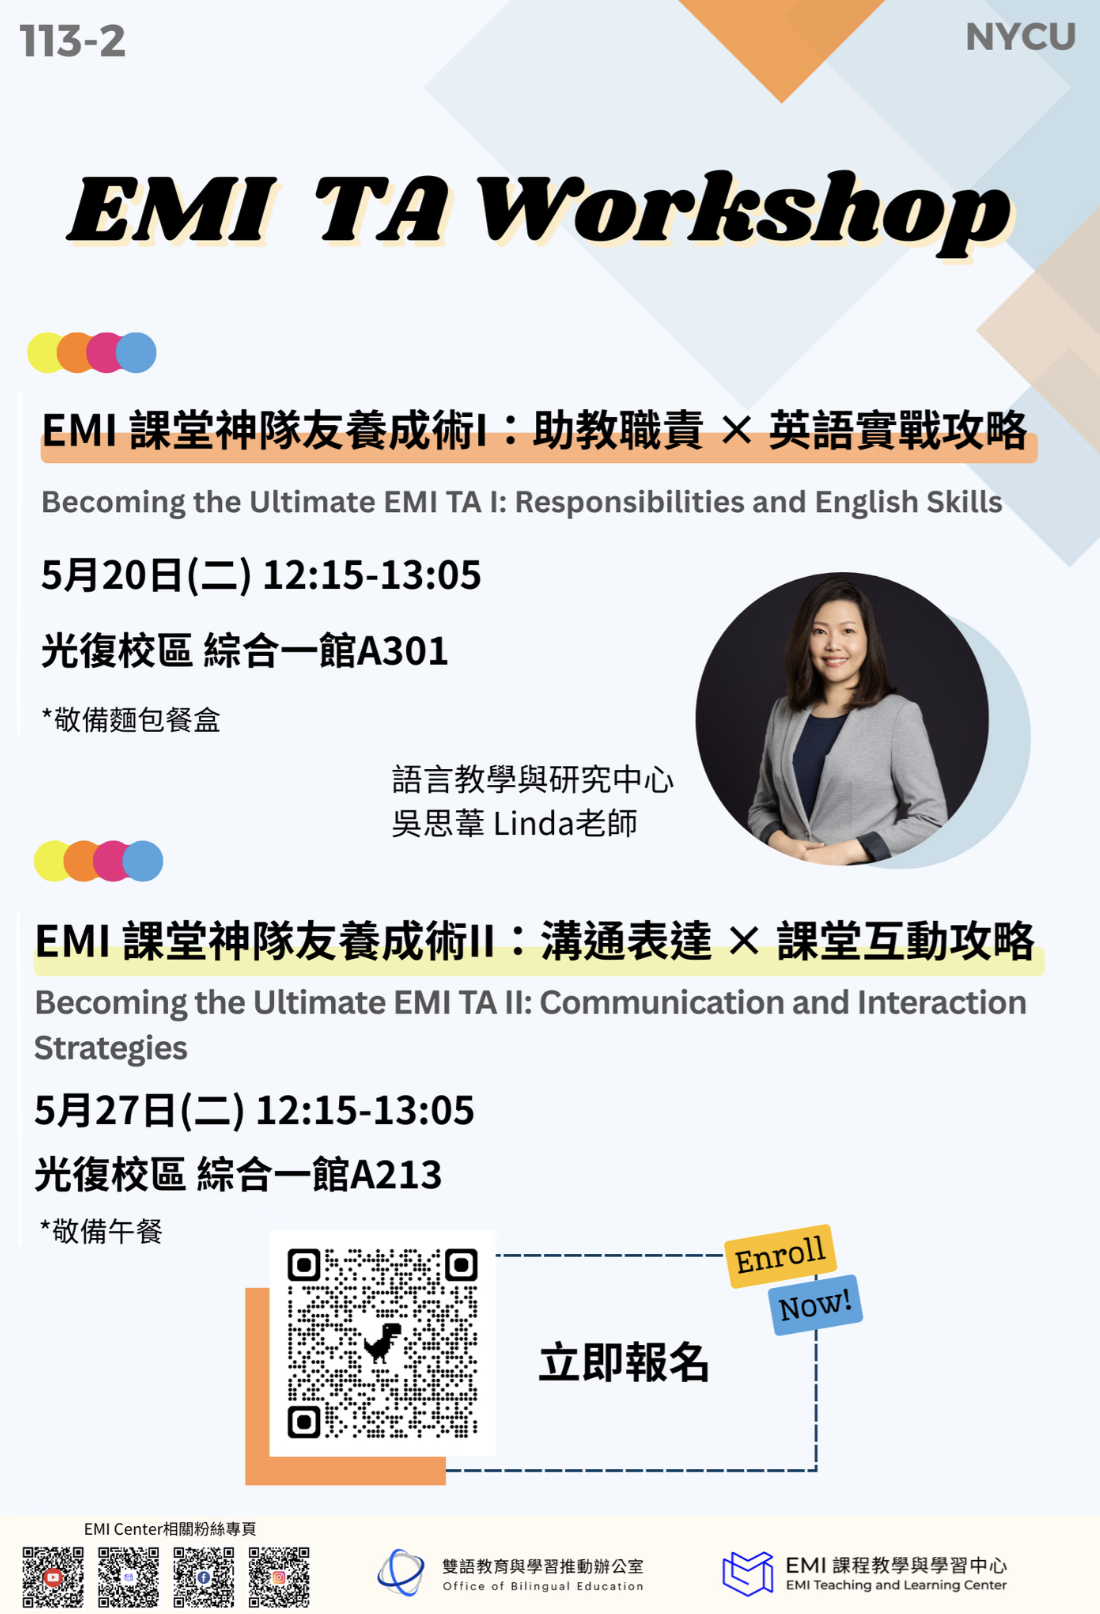 113-2
NYCU
EMI TA Workshop
EMI 課堂神隊友養成術I：助教職責 × 英語實戰攻略
Becoming the Ultimate EMI TA I: Responsibilities and English Skills
5月20日(二) 12:15-13:05
光復校區 綜合一館A301
*敬備麵包餐盒
語言教學與研究中心
吳思葦 Linda老師
EMI 課堂神隊友養成術II：溝通表達 × 課堂互動攻略
Becoming the Ultimate EMI TA II: Communication and Interaction
Strategies
5月27日(二) 12:15-13:05
光復校區 綜合一館A213
*敬備午餐
Enroll
Now!
立即報名
EMI Center相關粉絲專頁
雙語教育與學習推動辦公室
Office of Bilingual Education
EMI 課程教學與學習中心
EMI Teaching and Learning Center